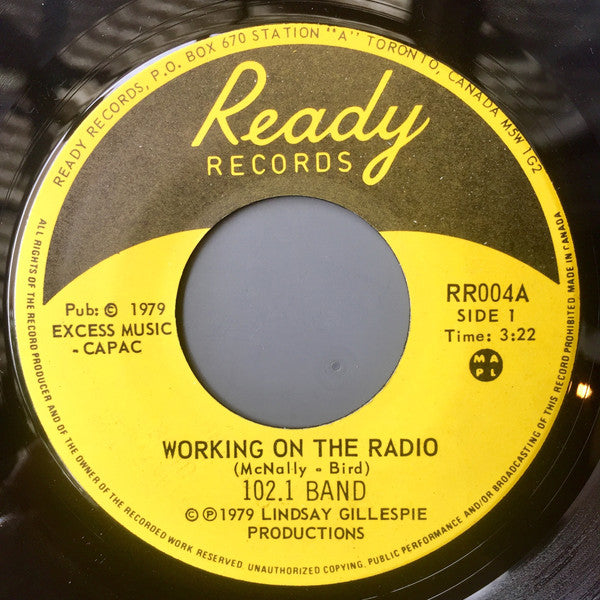 READY RECORDS, P.O. BOX 670 STATION "A" TORONTO, CANADA M5W 1G2
Ready
RECORDS
Pub: © 1979
EXCESS MUSIC
- CAPAC
RR004A
SIDE 1
Time: 3:22
M A
P L
WORKING ON THE RADIO
(McNally - Bird)
102.1 BAND
©℗1979 LINDSAY GILLESPIE
PRODUCTIONS
ALL RIGHTS OF THE RECORD PRODUCER AND OF THE OWNER OF THE RECORDED WORK RESERVED. UNAUTHORIZED COPYING, PUBLIC PERFORMANCE AND/OR BROADCASTING OF THIS RECORD PROHIBITED MADE IN CANADA